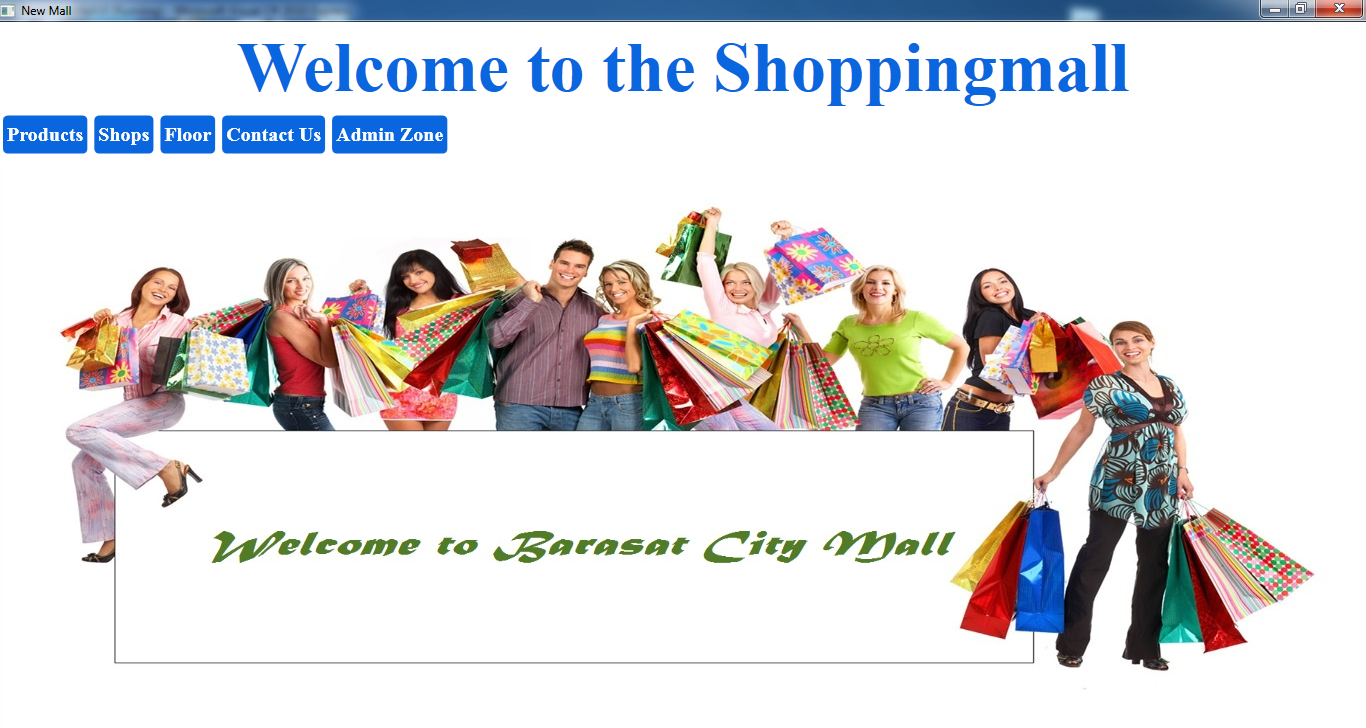 New Mall
Welcome to the Shoppingmall
Products Shops Floor Contact Us Admin Zone
Welcome to Barasat City Mall